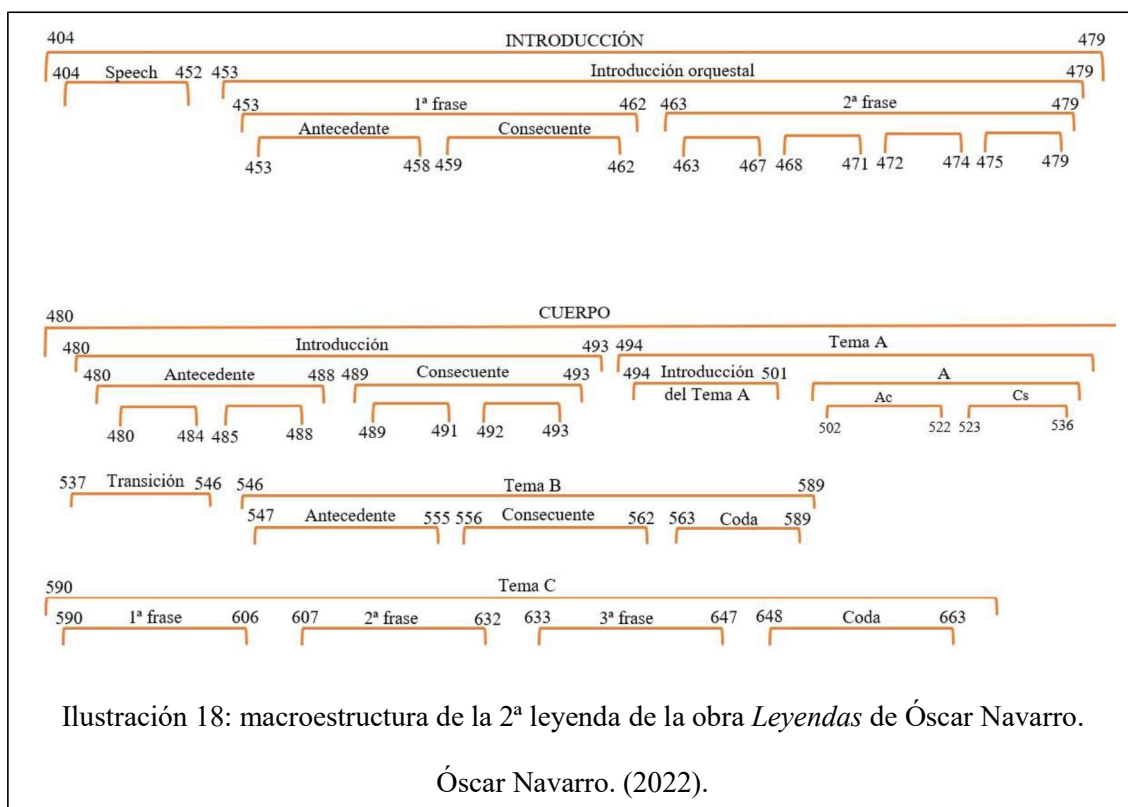 404 INTRODUCCIÓN 479
404 Speech 452 453 Introducción orquestal 479
453 1ª frase 462 463 2ª frase 479
Antecedente Consecuente
453 458 459 462 463 467 468 471 472 474 475 479
480 CUERPO
480 Introducción 493 494 Tema A
480 Antecedente 488 489 Consecuente 493 494 Introducción 501 A
del Tema A Ac Cs
480 484 485 488 489 491 492 493 502 522 523 536
537 Transición 546 546 Tema B 589
547 Antecedente 555 556 Consecuente 562 563 Coda 589
590 Tema C
590 1ª frase 606 607 2ª frase 632 633 3ª frase 647 648 Coda 663
Ilustración 18: macroestructura de la 2ª leyenda de la obra Leyendas de Óscar Navarro.
Óscar Navarro. (2022).